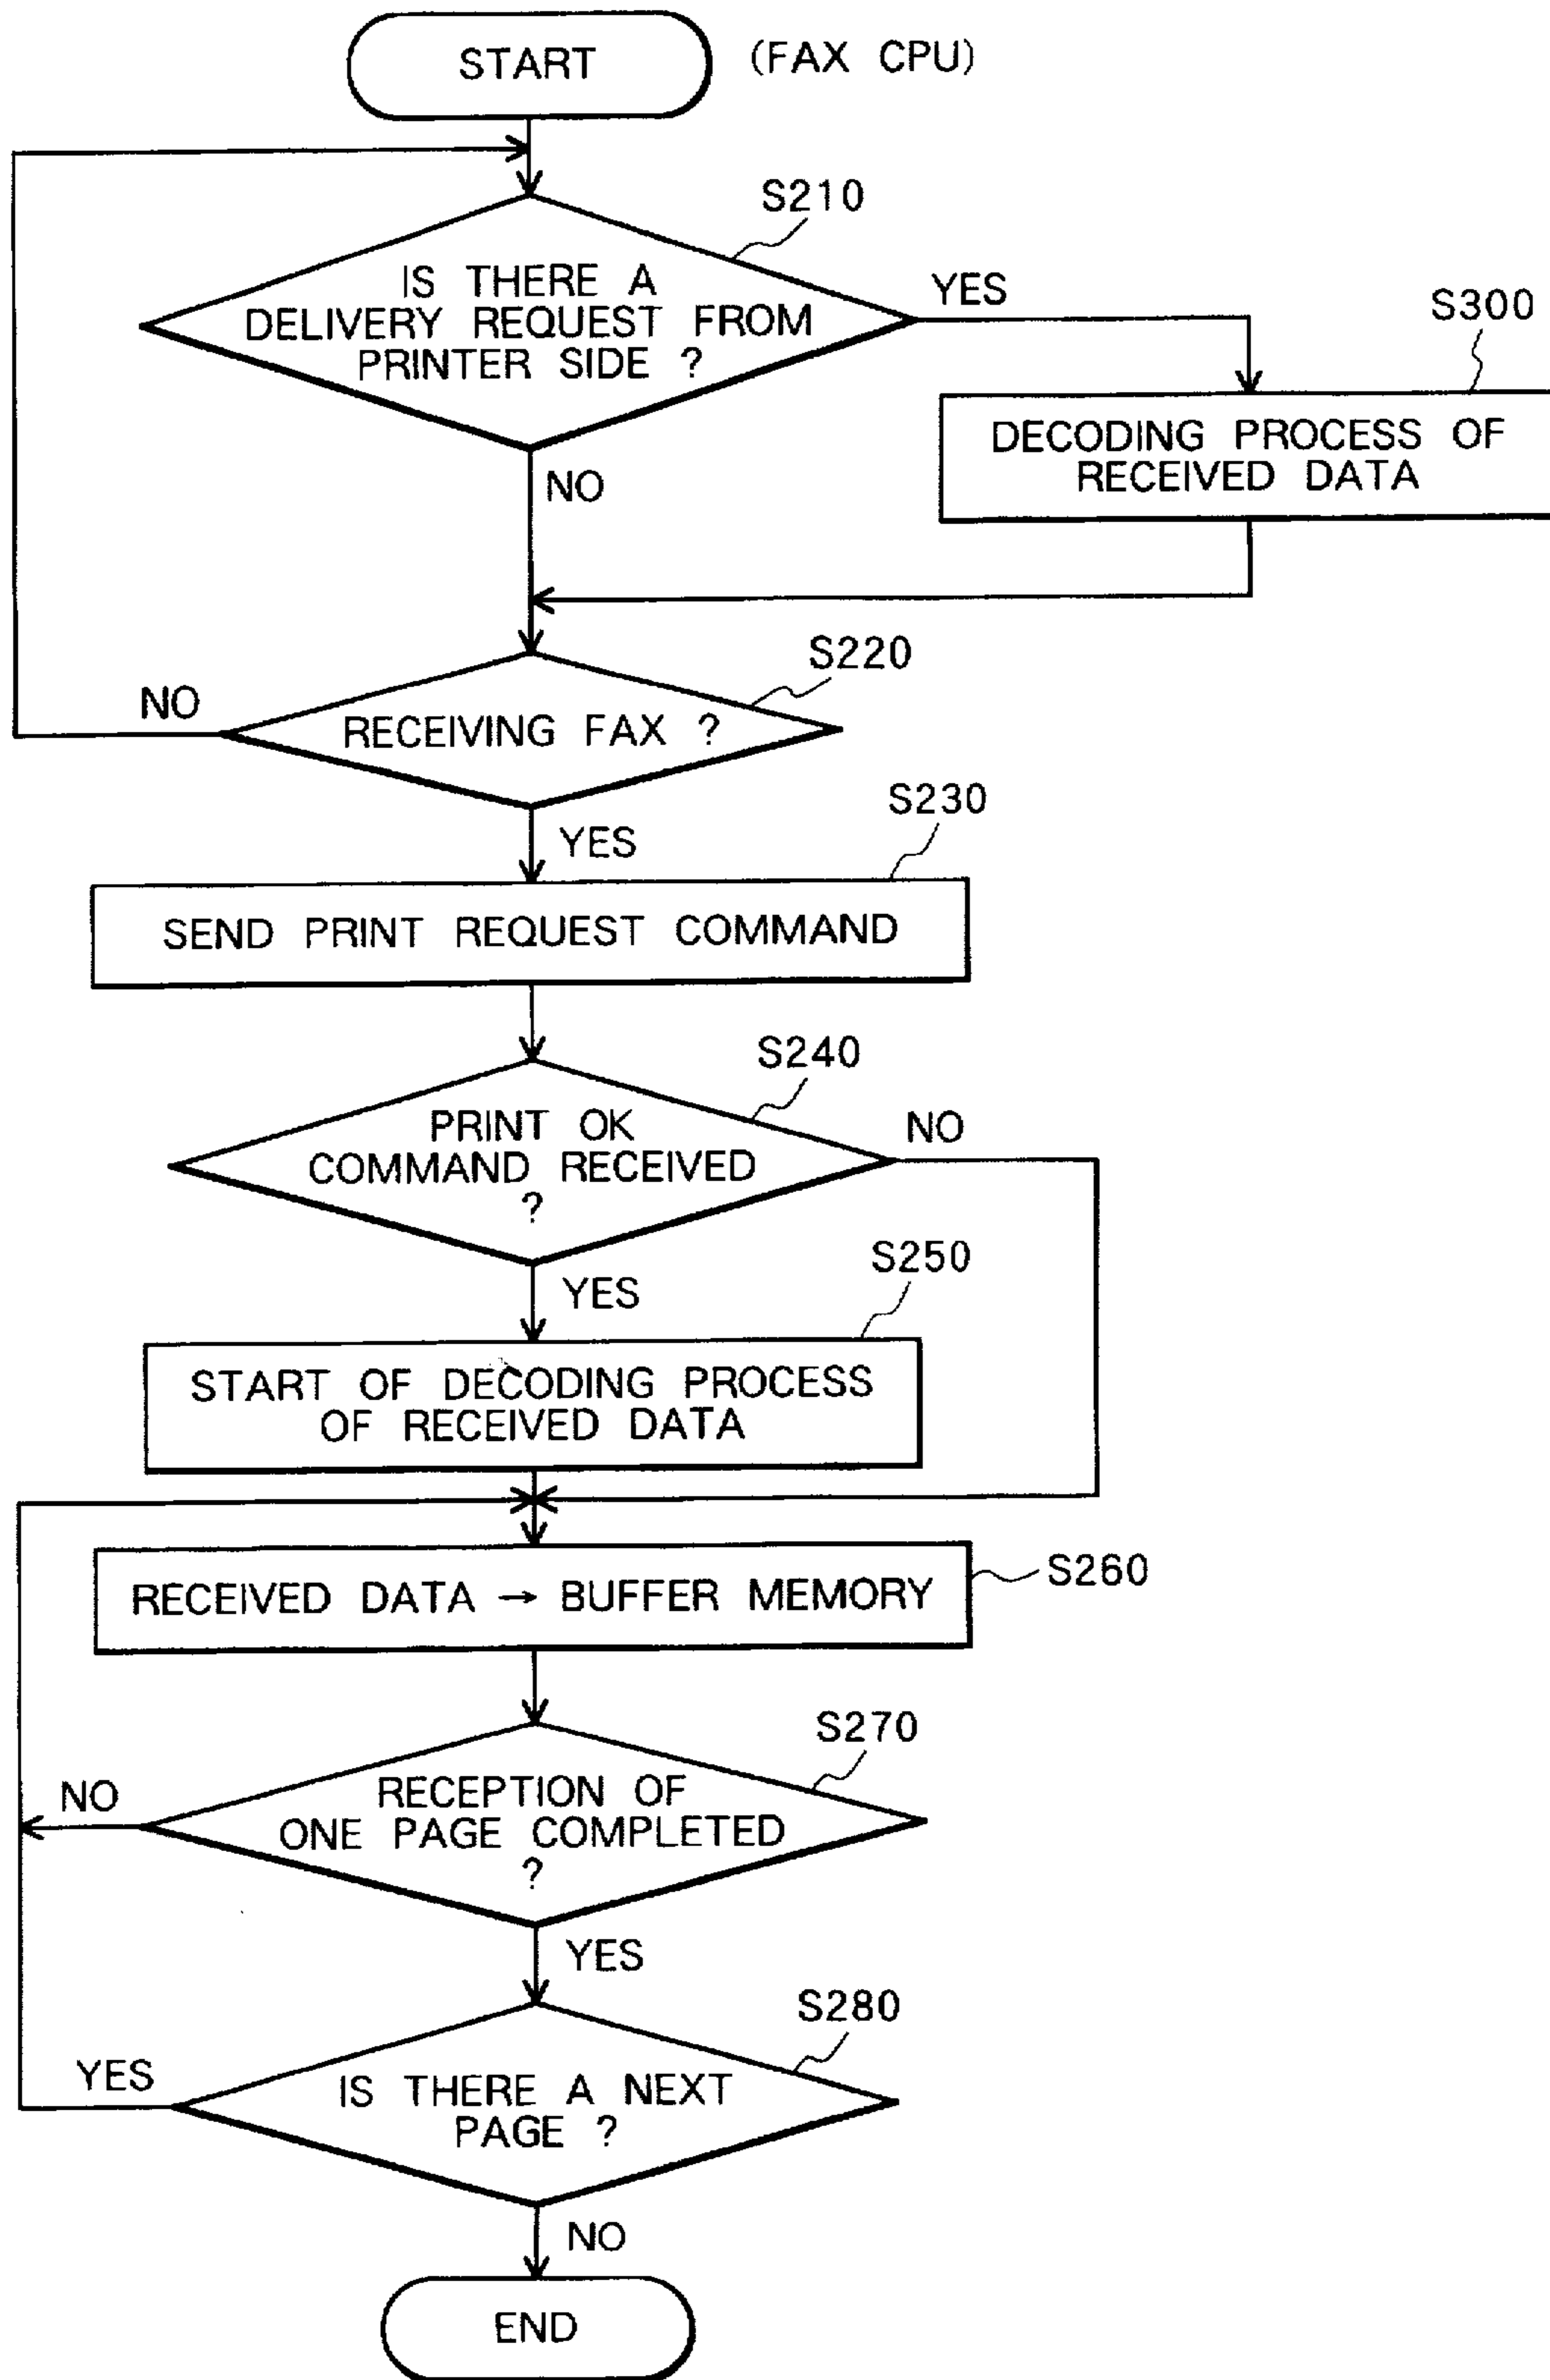 START
(FAX CPU)
S210
IS THERE A
DELIVERY REQUEST FROM
PRINTER SIDE ?
YES
S300
DECODING PROCESS OF
RECEIVED DATA
NO
S220
NO
RECEIVING FAX ?
S230
YES
SEND PRINT REQUEST COMMAND
S240
PRINT OK
COMMAND RECEIVED
?
NO
S250
YES
START OF DECODING PROCESS
OF RECEIVED DATA
S260
RECEIVED DATA → BUFFER MEMORY
S270
NO
RECEPTION OF
ONE PAGE COMPLETED
?
YES
S280
YES
IS THERE A NEXT
PAGE ?
NO
END